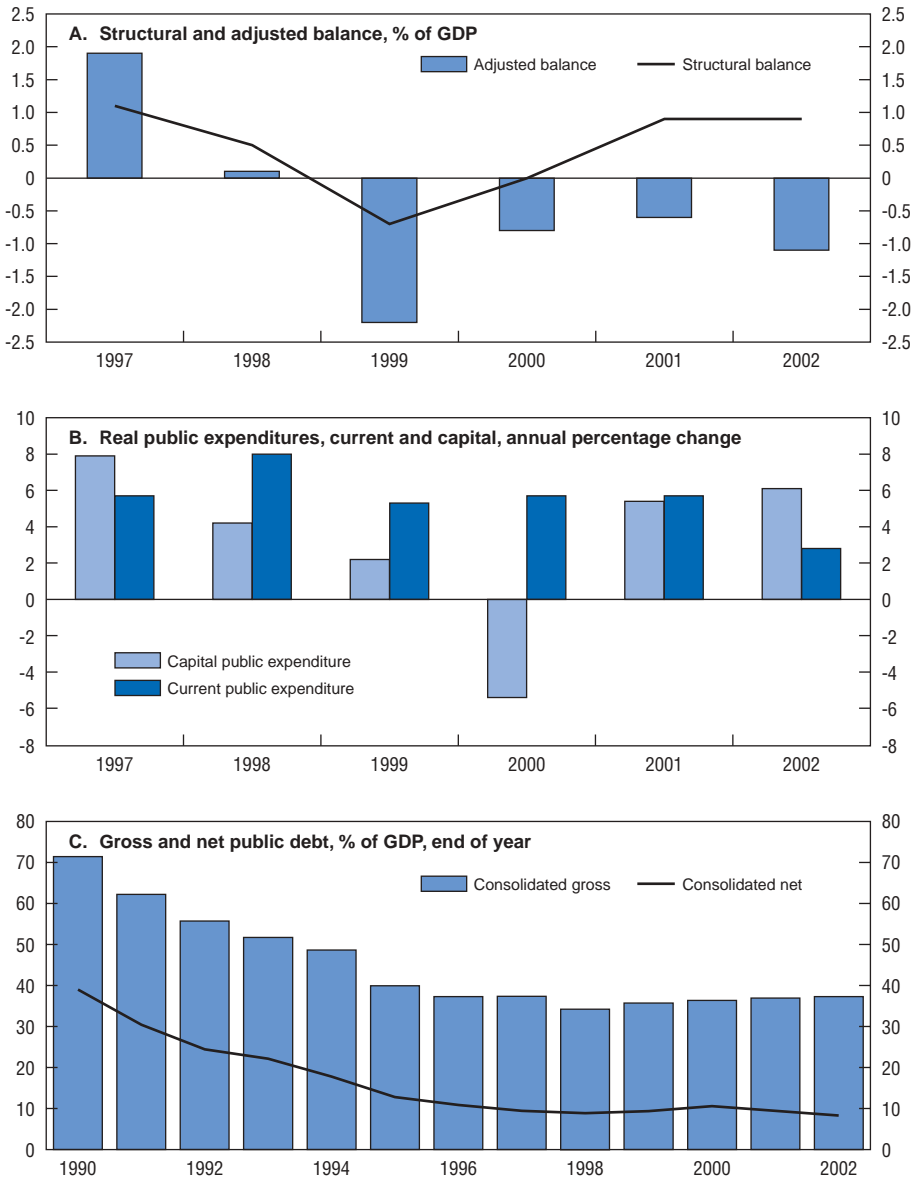 A. Structural and adjusted balance, % of GDP
Adjusted balance
Structural balance
2.5 2.5
2.0 2.0
1.5 1.5
1.0 1.0
0.5 0.5
0 0
-0.5 -0.5
-1.0 -1.0
-1.5 -1.5
-2.0 -2.0
-2.5 -2.5
1997 1998 1999 2000 2001 2002
B. Real public expenditures, current and capital, annual percentage change
10 10
8 8
6 6
4 4
2 2
0 0
-2 -2
-4 -4
-6 -6
-8 -8
Capital public expenditure
Current public expenditure
1997 1998 1999 2000 2001 2002
C. Gross and net public debt, % of GDP, end of year
Consolidated gross
Consolidated net
80 80
70 70
60 60
50 50
40 40
30 30
20 20
10 10
0 0
1990 1992 1994 1996 1998 2000 2002